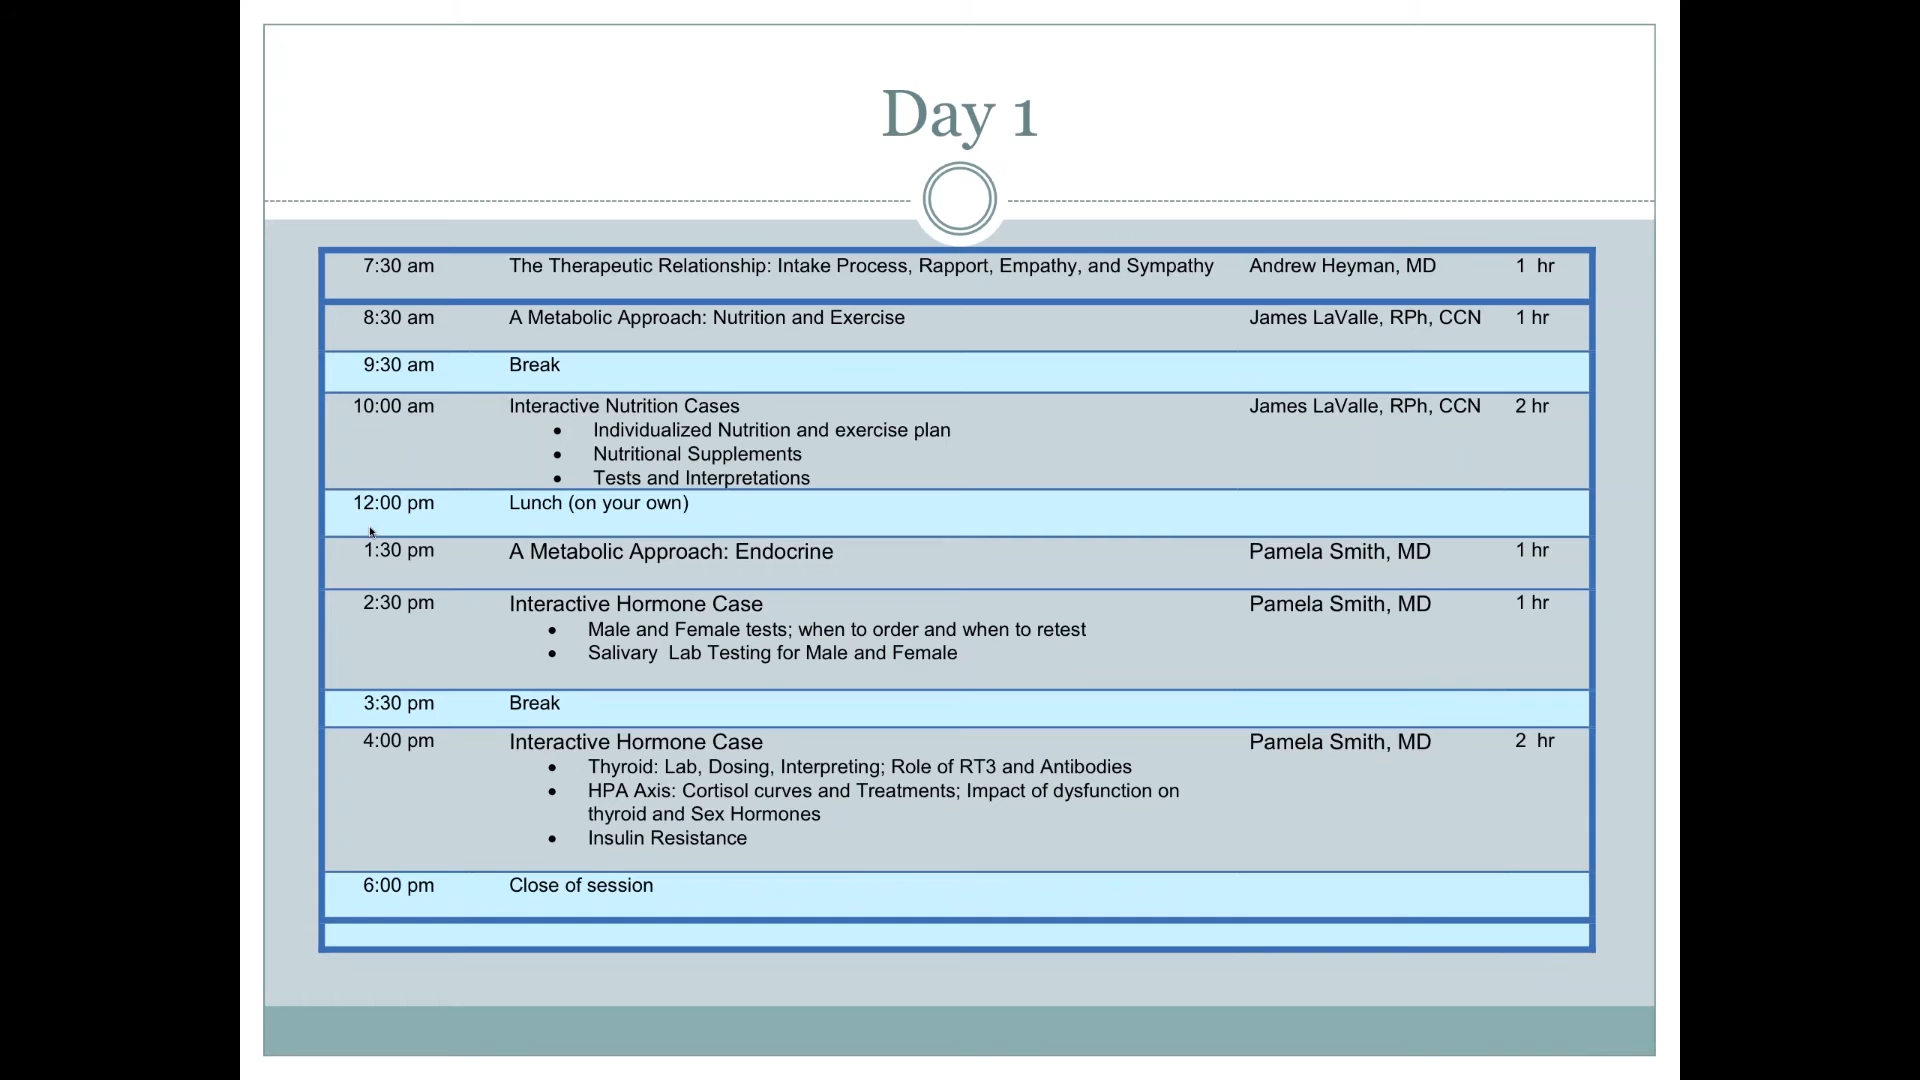 Day 1
7:30 am The Therapeutic Relationship: Intake Process, Rapport, Empathy, and Sympathy Andrew Heyman, MD 1 hr
8:30 am A Metabolic Approach: Nutrition and Exercise James LaValle, RPh, CCN 1 hr
9:30 am Break
10:00 am Interactive Nutrition Cases James LaValle, RPh, CCN 2 hr
• Individualized Nutrition and exercise plan
• Nutritional Supplements
• Tests and Interpretations
12:00 pm Lunch (on your own)
1:30 pm A Metabolic Approach: Endocrine Pamela Smith, MD 1 hr
2:30 pm Interactive Hormone Case Pamela Smith, MD 1 hr
• Male and Female tests; when to order and when to retest
• Salivary Lab Testing for Male and Female
3:30 pm Break
4:00 pm Interactive Hormone Case Pamela Smith, MD 2 hr
• Thyroid: Lab, Dosing, Interpreting; Role of RT3 and Antibodies
• HPA Axis: Cortisol curves and Treatments; Impact of dysfunction on
thyroid and Sex Hormones
• Insulin Resistance
6:00 pm Close of session